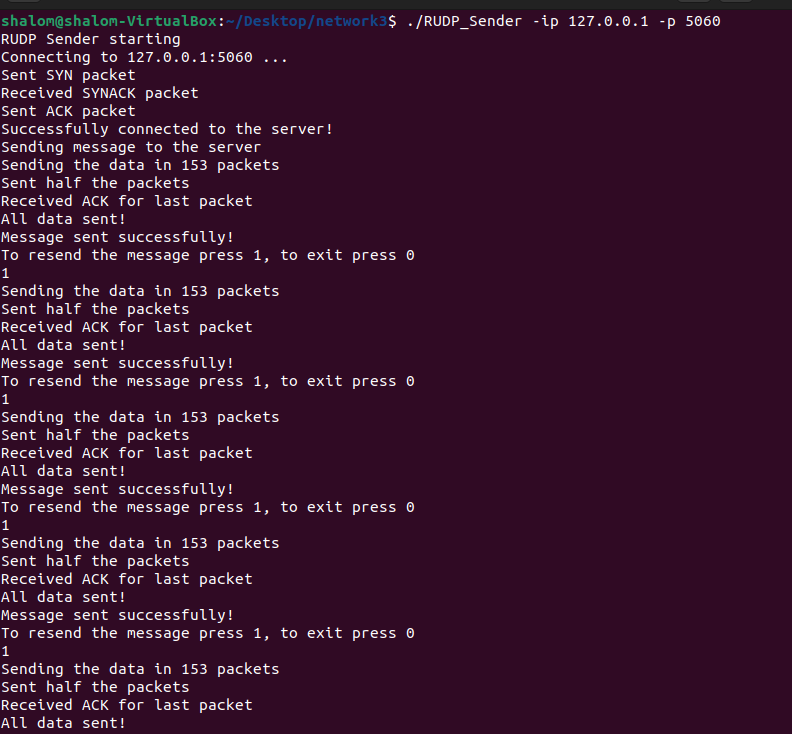 shalom@shalom-VirtualBox:~/Desktop/network3$ ./RUDP_Sender -ip 127.0.0.1 -p 5060
RUDP Sender starting
Connecting to 127.0.0.1:5060 ...
Sent SYN packet
Received SYNACK packet
Sent ACK packet
Successfully connected to the server!
Sending message to the server
Sending the data in 153 packets
Sent half the packets
Received ACK for last packet
All data sent!
Message sent successfully!
To resend the message press 1, to exit press 0
1
Sending the data in 153 packets
Sent half the packets
Received ACK for last packet
All data sent!
Message sent successfully!
To resend the message press 1, to exit press 0
1
Sending the data in 153 packets
Sent half the packets
Received ACK for last packet
All data sent!
Message sent successfully!
To resend the message press 1, to exit press 0
1
Sending the data in 153 packets
Sent half the packets
Received ACK for last packet
All data sent!
Message sent successfully!
To resend the message press 1, to exit press 0
1
Sending the data in 153 packets
Sent half the packets
Received ACK for last packet
All data sent!